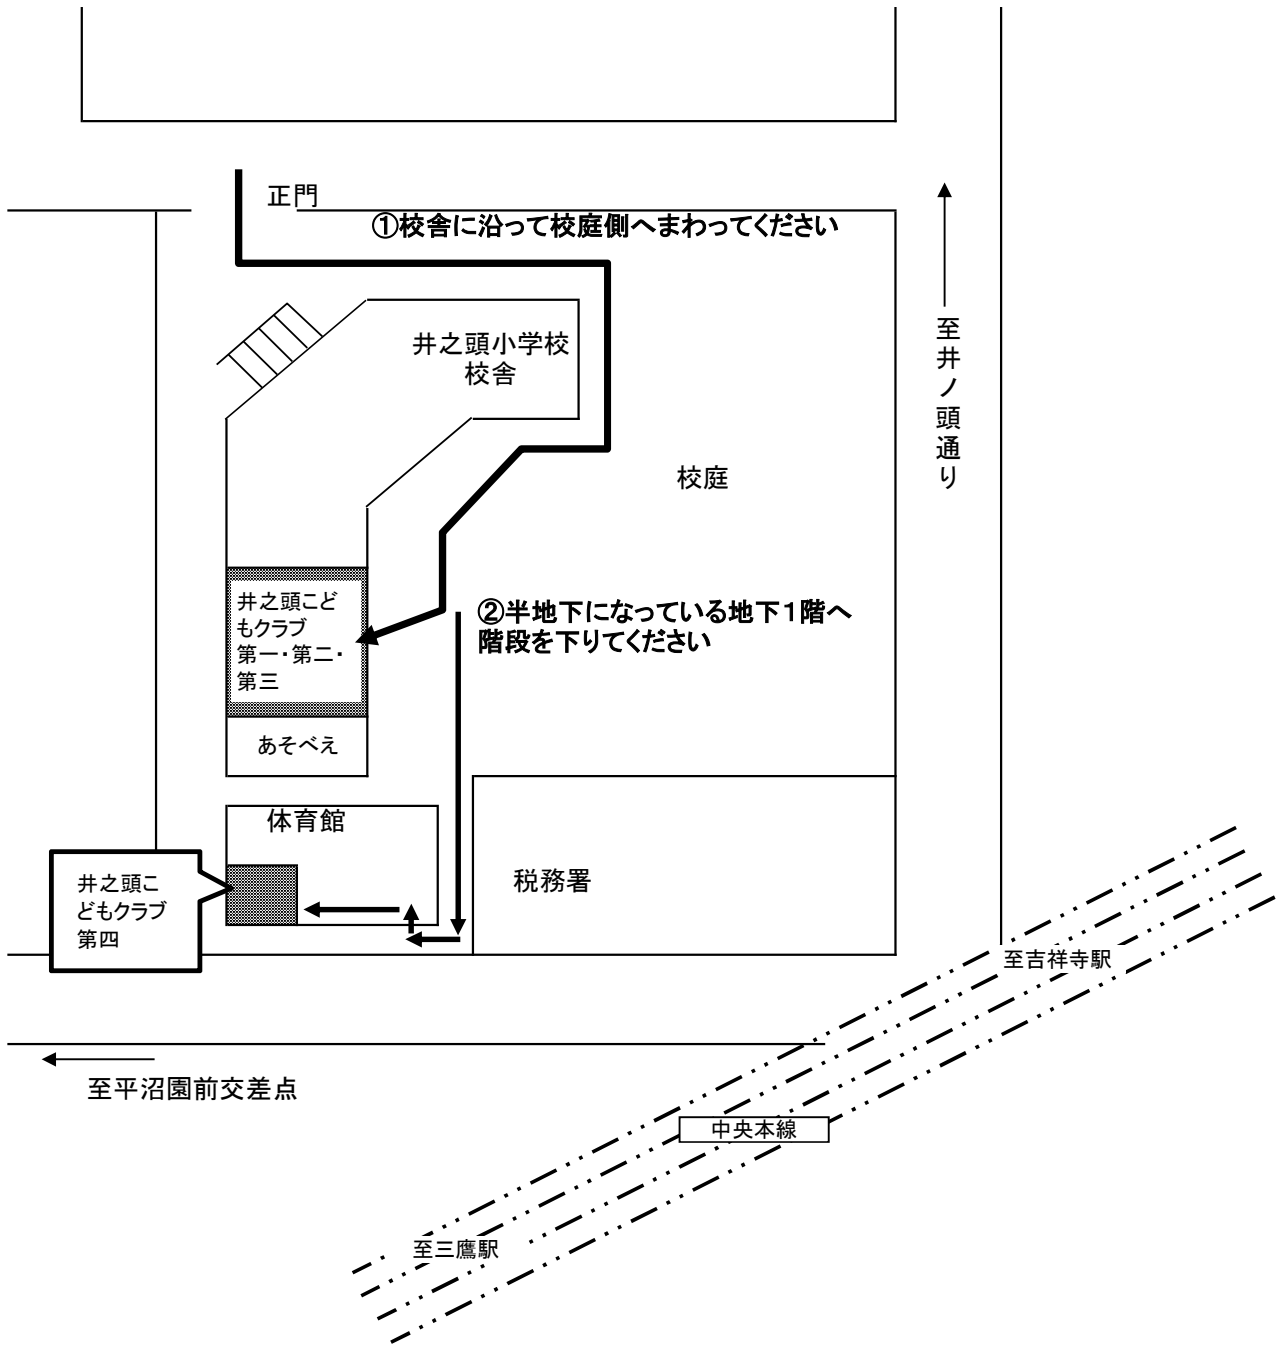 正門
①校舎に沿って校庭側へまわってください
井之頭小学校
校舎
至井ノ頭通り
校庭
井之頭こど
もクラブ
第一・第二・
第三
②半地下になっている地下1階へ
階段を下りてください
あそべえ
体育館
税務署
井之頭こ
どもクラブ
第四
至吉祥寺駅
至平沼園前交差点
中央本線
至三鷹駅